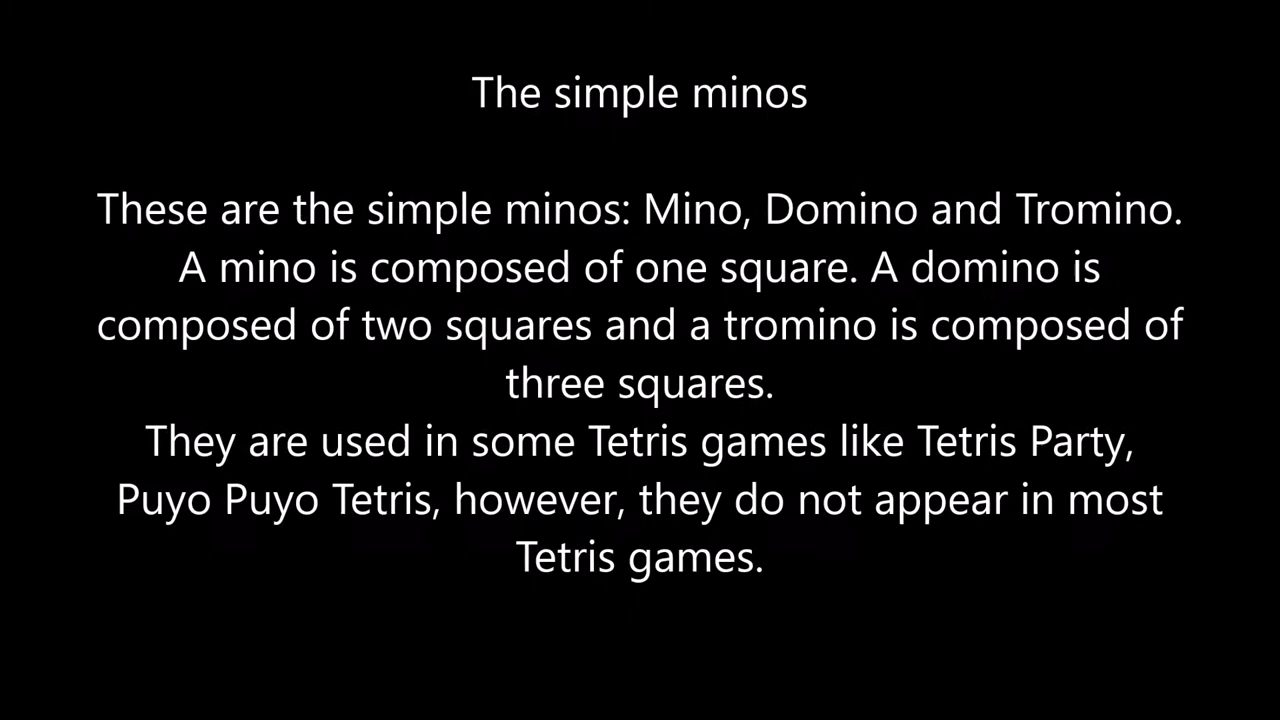 The simple minos
These are the simple minos: Mino, Domino and Tromino.
A mino is composed of one square. A domino is
composed of two squares and a tromino is composed of
three squares.
They are used in some Tetris games like Tetris Party,
Puyo Puyo Tetris, however, they do not appear in most
Tetris games.